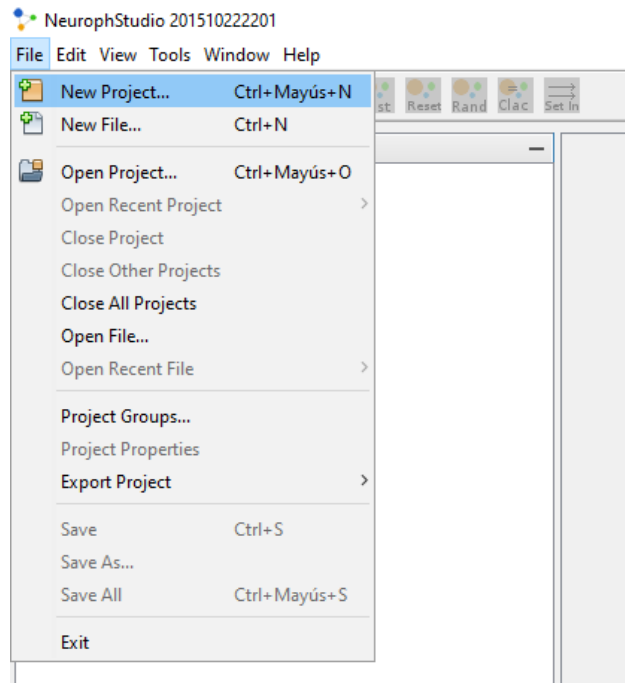 NeurophStudio 201510222201
File Edit View Tools Window Help
New Project... Ctrl+Mayús+N
st Reset Rand Clac Set In
New File... Ctrl+N
Open Project... Ctrl+Mayús+O
Open Recent Project
Close Project
Close Other Projects
Close All Projects
Open File...
Open Recent File
Project Groups...
Project Properties
Export Project
Save Ctrl+S
Save As...
Save All Ctrl+Mayús+S
Exit